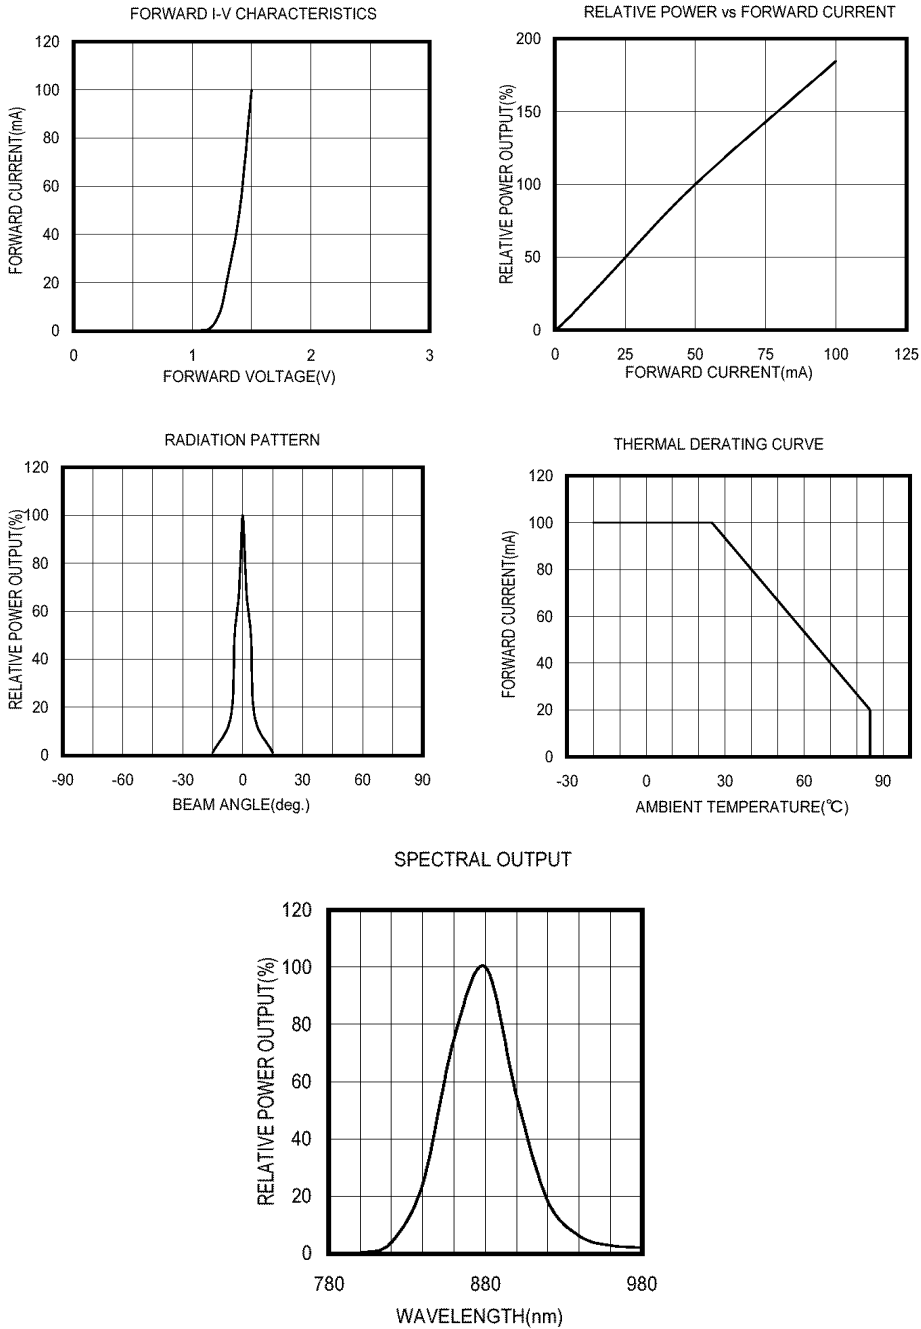 FORWARD I-V CHARACTERISTICS
FORWARD CURRENT(mA)
120
100
80
60
40
20
0
0 1 2 3
FORWARD VOLTAGE(V)
RELATIVE POWER vs FORWARD CURRENT
RELATIVE POWER OUTPUT(%)
200
150
100
50
0
0 25 50 75 100 125
FORWARD CURRENT(mA)
RADIATION PATTERN
RELATIVE POWER OUTPUT(%)
120
100
80
60
40
20
0
-90 -60 -30 0 30 60 90
BEAM ANGLE(deg.)
THERMAL DERATING CURVE
FORWARD CURRENT(mA)
120
100
80
60
40
20
0
-30 0 30 60 90
AMBIENT TEMPERATURE(℃)
SPECTRAL OUTPUT
RELATIVE POWER OUTPUT(%)
120
100
80
60
40
20
0
780 880 980
WAVELENGTH(nm)